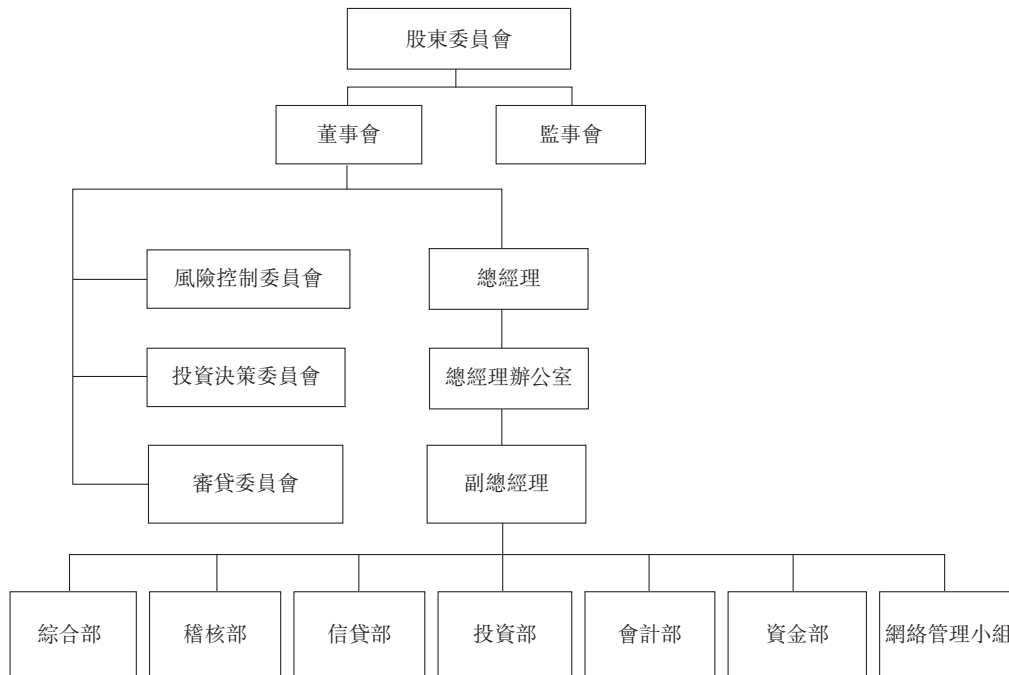 股東委員會
董事會
監事會
風險控制委員會
總經理
投資決策委員會
總經理辦公室
審貸委員會
副總經理
綜合部
稽核部
信貸部
投資部
會計部
資金部
網絡管理小組